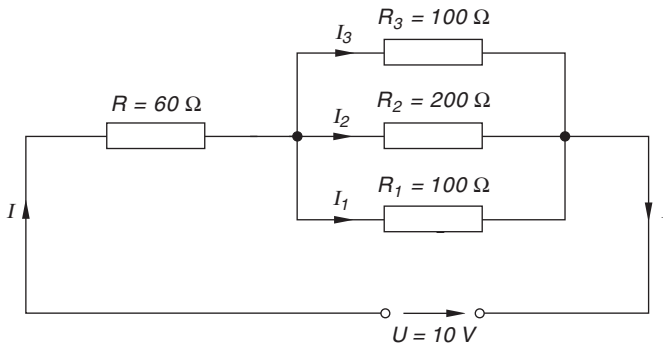 R3 = 100 Ω
I3
R = 60 Ω
R2 = 200 Ω
I2
R1 = 100 Ω
I1
I
U = 10 V